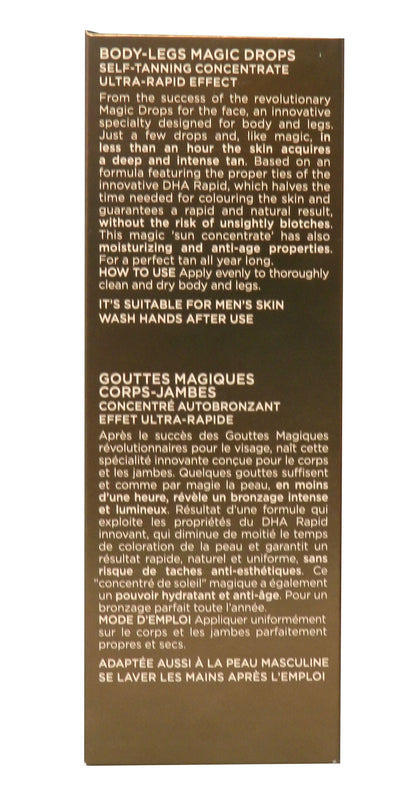 BODY-LEGS MAGIC DROPS
SELF-TANNING CONCENTRATE
ULTRA-RAPID EFFECT
From the success of the revolutionary
Magic Drops for the face, an innovative
specialty designed for body and legs.
Just a few drops and, like magic, in
less than an hour the skin acquires
a deep and intense tan. Based on an
formula featuring the proper ties of the
innovative DHA Rapid, which halves the
time needed for colouring the skin and
guarantees a rapid and natural result,
without the risk of unsightly blotches.
This magic 'sun concentrate' has also
moisturizing and anti-age properties.
For a perfect tan all year long.
HOW TO USE Apply evenly to thoroughly
clean and dry body and legs.
IT'S SUITABLE FOR MEN'S SKIN
WASH HANDS AFTER USE
GOUTTES MAGIQUES
CORPS-JAMBES
CONCENTRÉ AUTOBRONZANT
EFFET ULTRA-RAPIDE
Après le succès des Gouttes Magiques
révolutionnaires pour le visage, naît cette
spécialité innovante conçue pour le corps
et les jambes. Quelques gouttes suffisent
et comme par magie la peau, en moins
d'une heure, révèle un bronzage intense
et lumineux. Résultat d'une formule qui
exploite les propriétés du DHA Rapid
innovant, qui diminue de moitié le temps
de coloration de la peau et garantit un
résultat rapide, naturel et uniforme, sans
risque de taches anti-esthétiques. Ce
"concentré de soleil" magique a également
un pouvoir hydratant et anti-âge. Pour un
bronzage parfait toute l'année.
MODE D'EMPLOI Appliquer uniformément
sur le corps et les jambes parfaitement
propres et secs.
ADAPTÉE AUSSI À LA PEAU MASCULINE
SE LAVER LES MAINS APRÈS L'EMPLOI